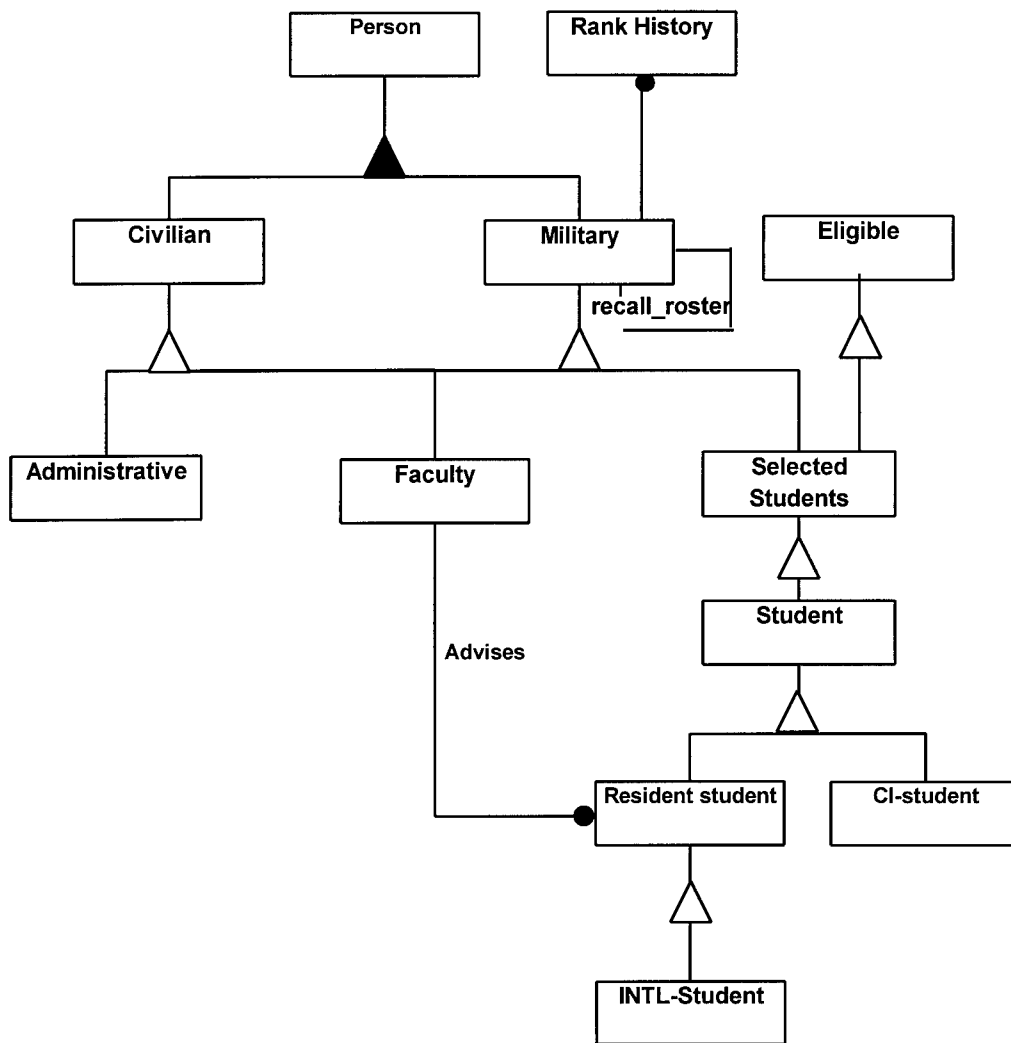 Person
Rank History
Civilian
Military
Eligible
recall_roster
Administrative
Faculty
Selected
Students
Student
Advises
Resident student
CI-student
INTL-Student